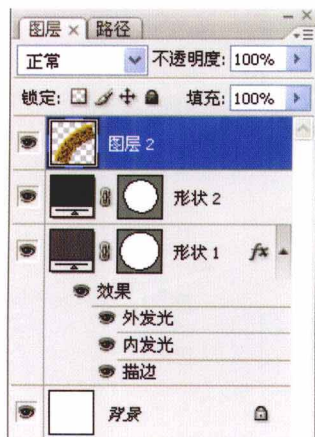 图层 × 路径
正常 不透明度: 100%
锁定: 填充: 100%
图层 2
形状 2
形状 1 fx
效果
外发光
内发光
描边
背景